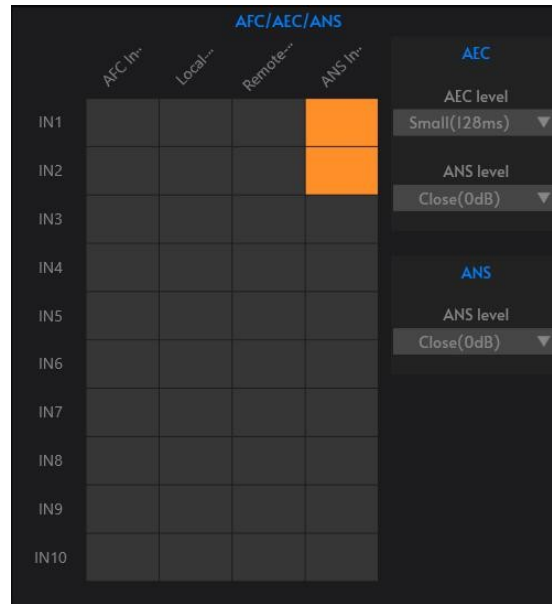 AFC/AEC/ANS
AFC In··
Local-··
Remote-··
ANS In··
IN1
IN2
IN3
IN4
IN5
IN6
IN7
IN8
IN9
IN10
AEC
AEC level
Small(128ms)
ANS level
Close(0dB)
ANS
ANS level
Close(0dB)